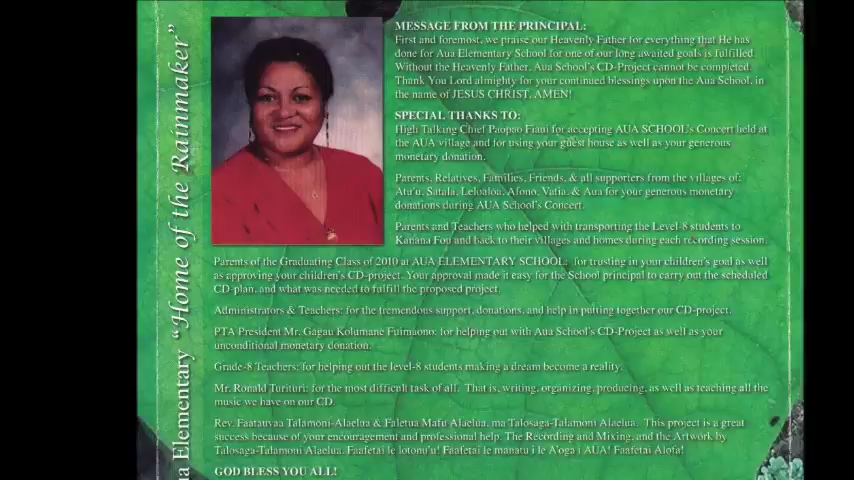 MESSAGE FROM THE PRINCIPAL:
First and foremost, we praise our Heavenly Father for everything that He has
done for Aua Elementary School for one of our long awaited goals is fulfilled.
Without the Heavenly Father, Aua School's CD-Project cannot be completed.
Thank You Lord almighty for your continued blessings upon the Aua School, in
the name of JESUS CHRIST, AMEN!
SPECIAL THANKS TO:
High Talking Chief Paopao Fiaui for accepting AUA SCHOOL's Concert held at
the AUA village and for using your guest house as well as your generous
monetary donation.
Parents, Relatives, Families, Friends, & all supporters from the villages of:
Atu'u, Satala, Leloaloa, Afono, Vatia, & Aua for your generous monetary
donations during AUA School's Concert.
Parents and Teachers who helped with transporting the Level-8 students to
Kanana Fou and back to their villages and homes during each recording session.
Parents of the Graduating Class of 2010 at AUA ELEMENTARY SCHOOL: for trusting in your children's goal as well
as approving your children's CD-project. Your approval made it easy for the School principal to carry out the scheduled
CD-plan, and what was needed to fulfill the proposed project.
Administrators & Teachers: for the tremendous support, donations, and help in putting together our CD-project.
PTA President Mr. Gagau Kolumane Fuimaono: for helping out with Aua School's CD-Project as well as your
unconditional monetary donation.
Grade-8 Teachers: for helping out the level-8 students making a dream become a reality.
Mr. Ronald Turituri: for the most difficult task of all. That is, writing, organizing, producing, as well as teaching all the
music we have on our CD.
Rev. Faatauvaa Talamoni-Alaelua & Faletua Mafu Alaelua, ma Talosaga-Talamoni Alaelua. This project is a great
success because of your encouragement and professional help. The Recording and Mixing, and the Artwork by
Talosaga-Talamoni Alaelua. Faafetai le lotonu'u! Faafetai le manatu i le A'oga i AUA! Faafetai Alofa!
GOD BLESS YOU ALL!
ua Elementary "Home of the Rainmaker"